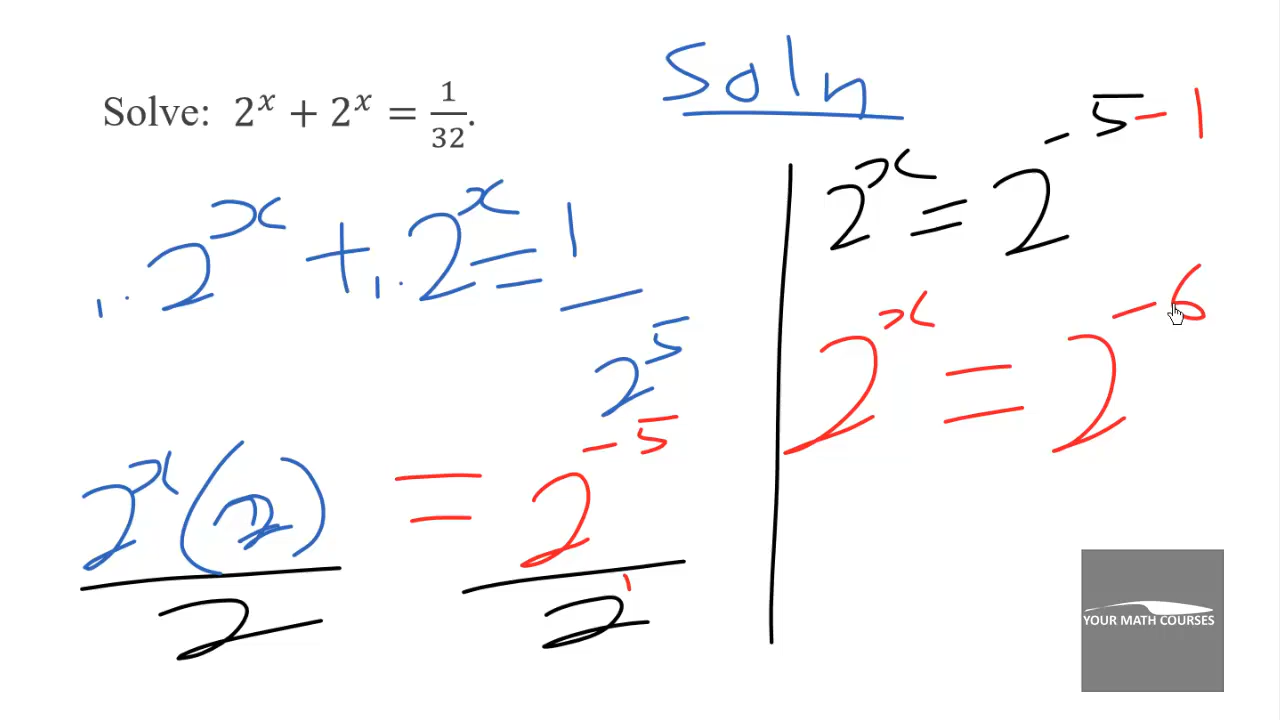 Solve: 2^x + 2^x = 1/32.
Soln
1·2^x + 1·2^x = 1/2^5
2^x(2)/2 = 2^-5/2^1
2^x = 2^-5-1
2^x = 2^-6
YOUR MATH COURSES